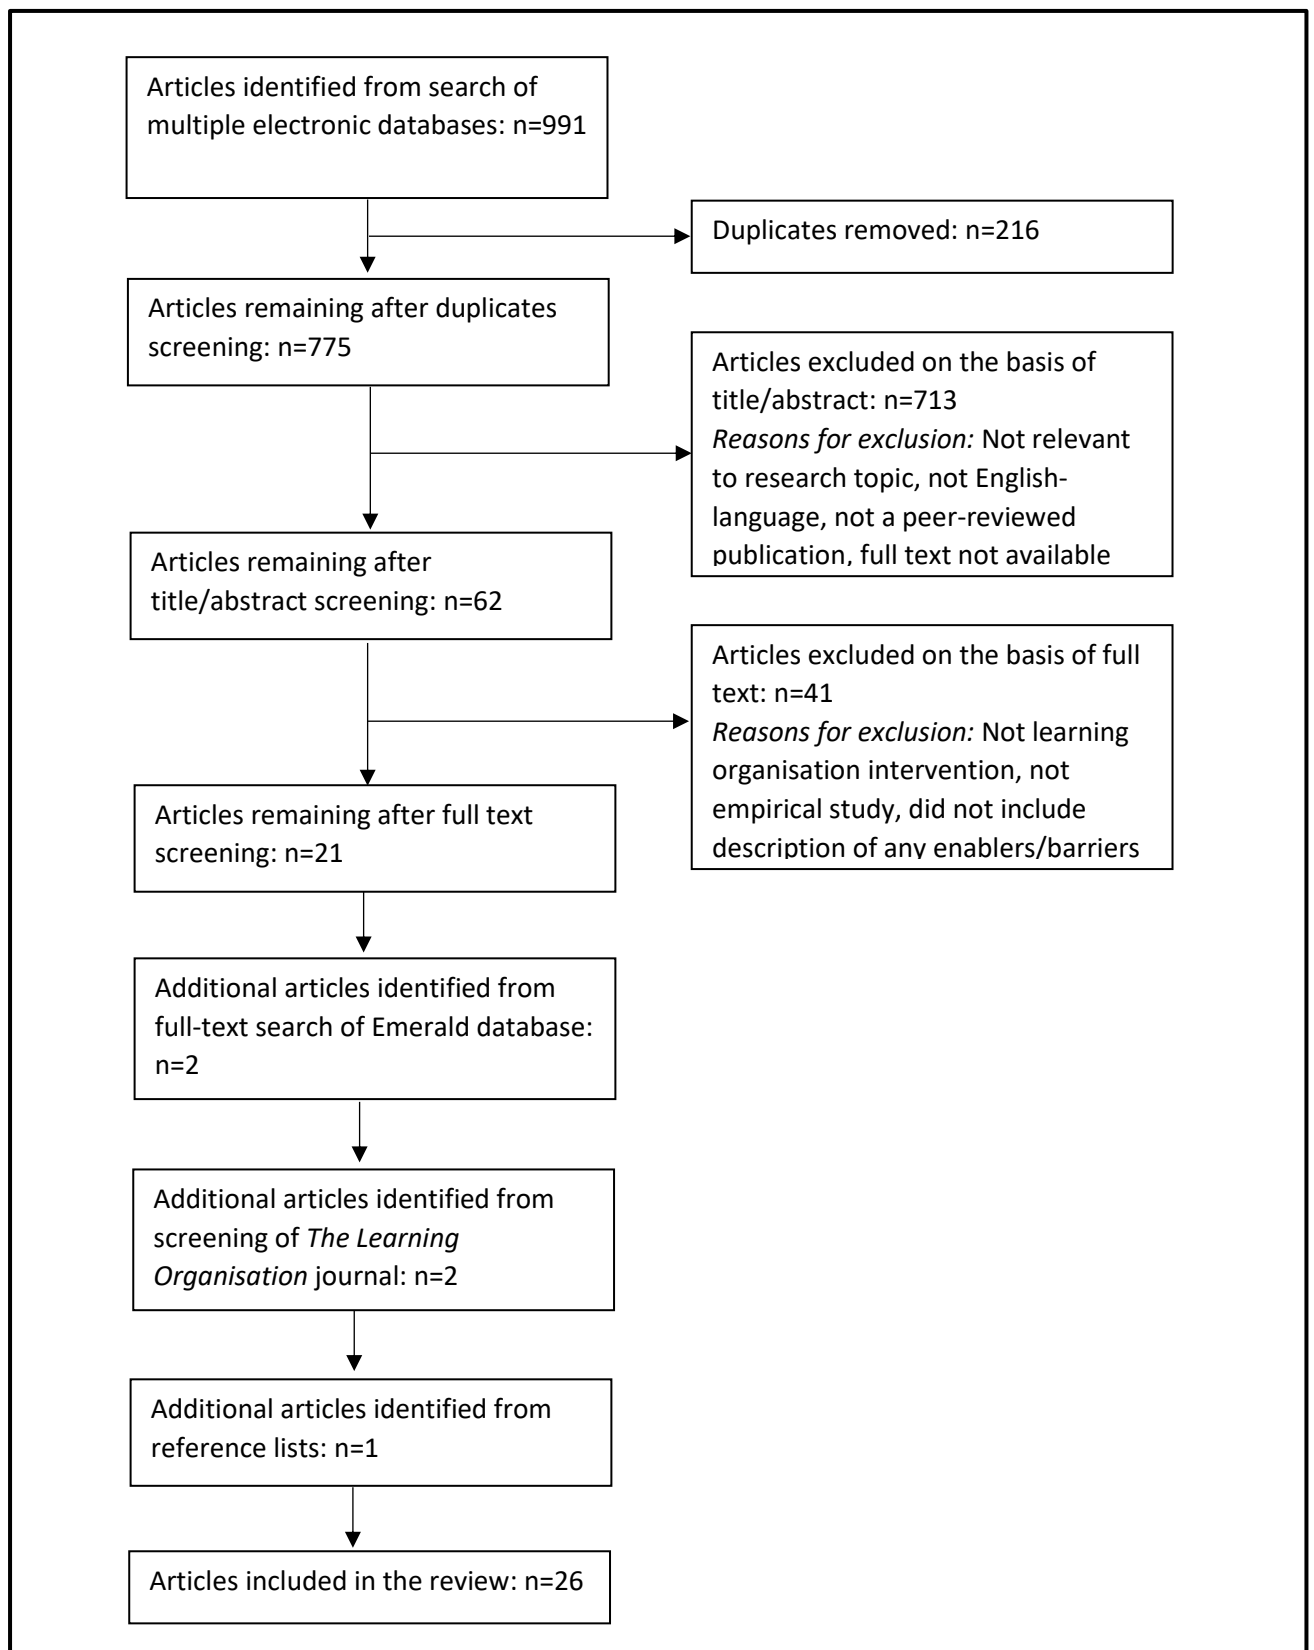 Articles identified from search of
multiple electronic databases: n=991
Duplicates removed: n=216
Articles remaining after duplicates
screening: n=775
Articles excluded on the basis of
title/abstract: n=713
Reasons for exclusion: Not relevant
to research topic, not English-
language, not a peer-reviewed
publication, full text not available
Articles remaining after
title/abstract screening: n=62
Articles excluded on the basis of full
text: n=41
Reasons for exclusion: Not learning
organisation intervention, not
empirical study, did not include
description of any enablers/barriers
Articles remaining after full text
screening: n=21
Additional articles identified from
full-text search of Emerald database:
n=2
Additional articles identified from
screening of The Learning
Organisation journal: n=2
Additional articles identified from
reference lists: n=1
Articles included in the review: n=26